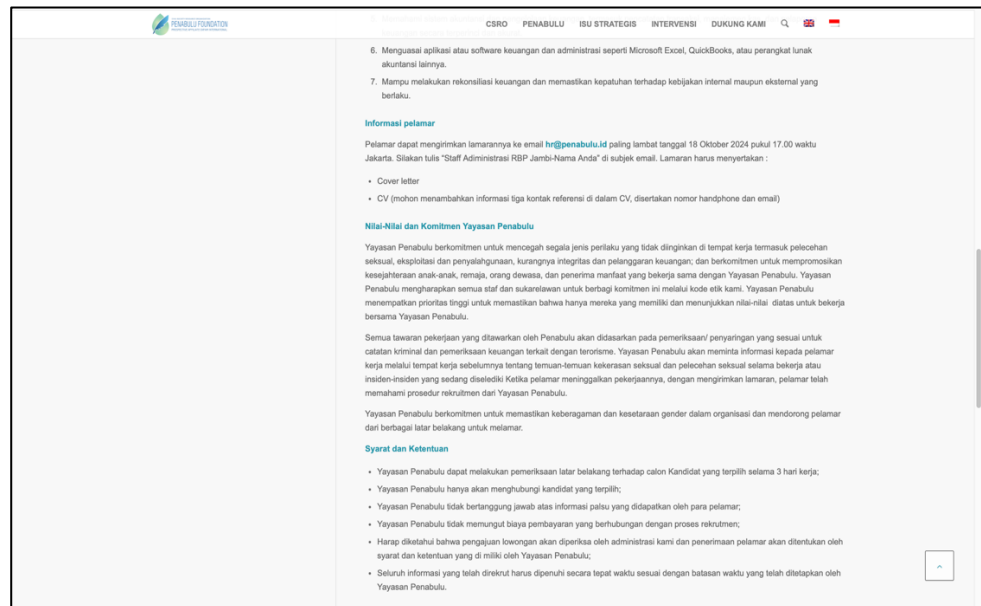 PENABULU FOUNDATION
CSRO PENABULU ISU STRATEGIS INTERVENSI DUKUNG KAMI
6. Menguasai aplikasi atau software keuangan dan administrasi seperti Microsoft Excel, QuickBooks, atau perangkat lunak
akuntansi lainnya.
7. Mampu melakukan rekonsiliasi keuangan dan memastikan kepatuhan terhadap kebijakan internal maupun eksternal yang
berlaku.
Informasi pelamar
Pelamar dapat mengirimkan lamarannya ke email hr@penabulu.id paling lambat tanggal 18 Oktober 2024 pukul 17.00 waktu
Jakarta. Silakan tulis “Staff Adiministrasi RBP Jambi-Nama Anda” di subjek email. Lamaran harus menyertakan :
• Cover letter
• CV (mohon menambahkan informasi tiga kontak referensi di dalam CV, disertakan nomor handphone dan email)
Nilai-Nilai dan Komitmen Yayasan Penabulu
Yayasan Penabulu berkomitmen untuk mencegah segala jenis perilaku yang tidak diinginkan di tempat kerja termasuk pelecehan
seksual, eksploitasi dan penyalahgunaan, kurangnya integritas dan pelanggaran keuangan; dan berkomitmen untuk mempromosikan
kesejahteraan anak-anak, remaja, orang dewasa, dan penerima manfaat yang bekerja sama dengan Yayasan Penabulu. Yayasan
Penabulu mengharapkan semua staf dan sukarelawan untuk berbagi komitmen ini melalui kode etik kami. Yayasan Penabulu
menempatkan prioritas tinggi untuk memastikan bahwa hanya mereka yang memiliki dan menunjukkan nilai-nilai diatas untuk bekerja
bersama Yayasan Penabulu.
Semua tawaran pekerjaan yang ditawarkan oleh Penabulu akan didasarkan pada pemeriksaan/ penyaringan yang sesuai untuk
catatan kriminal dan pemeriksaan keuangan terkait dengan terorisme. Yayasan Penabulu akan meminta informasi kepada pelamar
kerja melalui tempat kerja sebelumnya tentang temuan-temuan kekerasan seksual dan pelecehan seksual selama bekerja atau
insiden-insiden yang sedang diselediki Ketika pelamar meninggalkan pekerjaannya, dengan mengirimkan lamaran, pelamar telah
memahami prosedur rekruitmen dari Yayasan Penabulu.
Yayasan Penabulu berkomitmen untuk memastikan keberagaman dan kesetaraan gender dalam organisasi dan mendorong pelamar
dari berbagai latar belakang untuk melamar.
Syarat dan Ketentuan
• Yayasan Penabulu dapat melakukan pemeriksaan latar belakang terhadap calon Kandidat yang terpilih selama 3 hari kerja;
• Yayasan Penabulu hanya akan menghubungi kandidat yang terpilih;
• Yayasan Penabulu tidak bertanggung jawab atas informasi palsu yang didapatkan oleh para pelamar;
• Yayasan Penabulu tidak memungut biaya pembayaran yang berhubungan dengan proses rekrutmen;
• Harap diketahui bahwa pengajuan lowongan akan diperiksa oleh administrasi kami dan penerimaan pelamar akan ditentukan oleh
syarat dan ketentuan yang di miliki oleh Yayasan Penabulu;
• Seluruh informasi yang telah direkrut harus dipenuhi secara tepat waktu sesuai dengan batasan waktu yang telah ditetapkan oleh
Yayasan Penabulu.